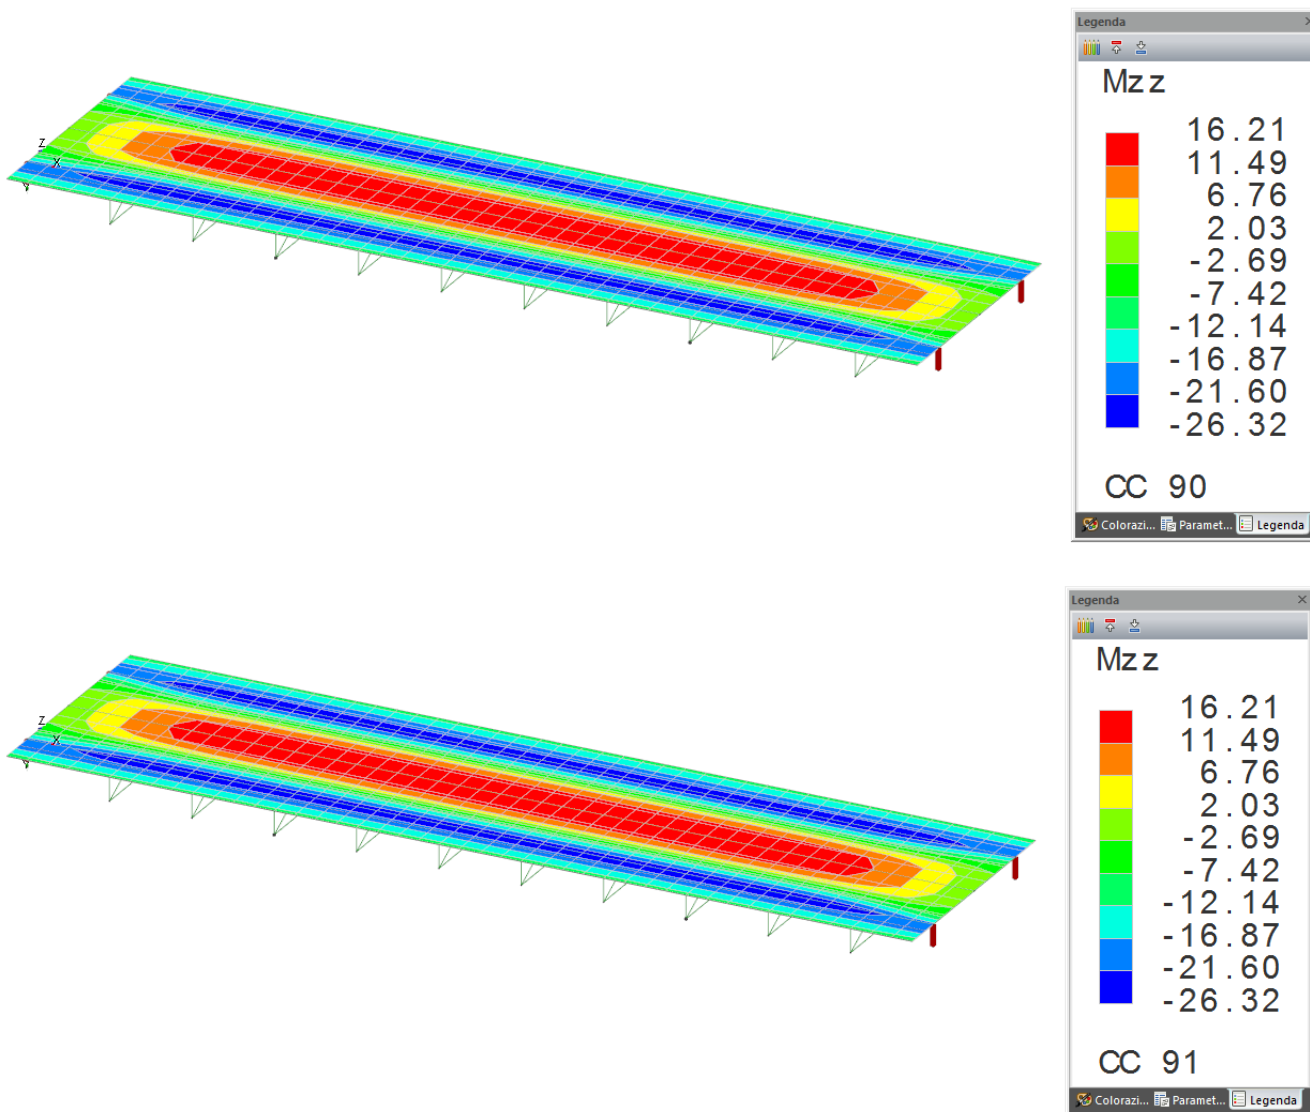 Legenda
Mzz
16.21
11.49
6.76
2.03
-2.69
-7.42
-12.14
-16.87
-21.60
-26.32
CC 90
Colorazi... Paramet... Legenda
Z
X
Y
Legenda
Mzz
16.21
11.49
6.76
2.03
-2.69
-7.42
-12.14
-16.87
-21.60
-26.32
CC 91
Colorazi... Paramet... Legenda
Z
X
Y